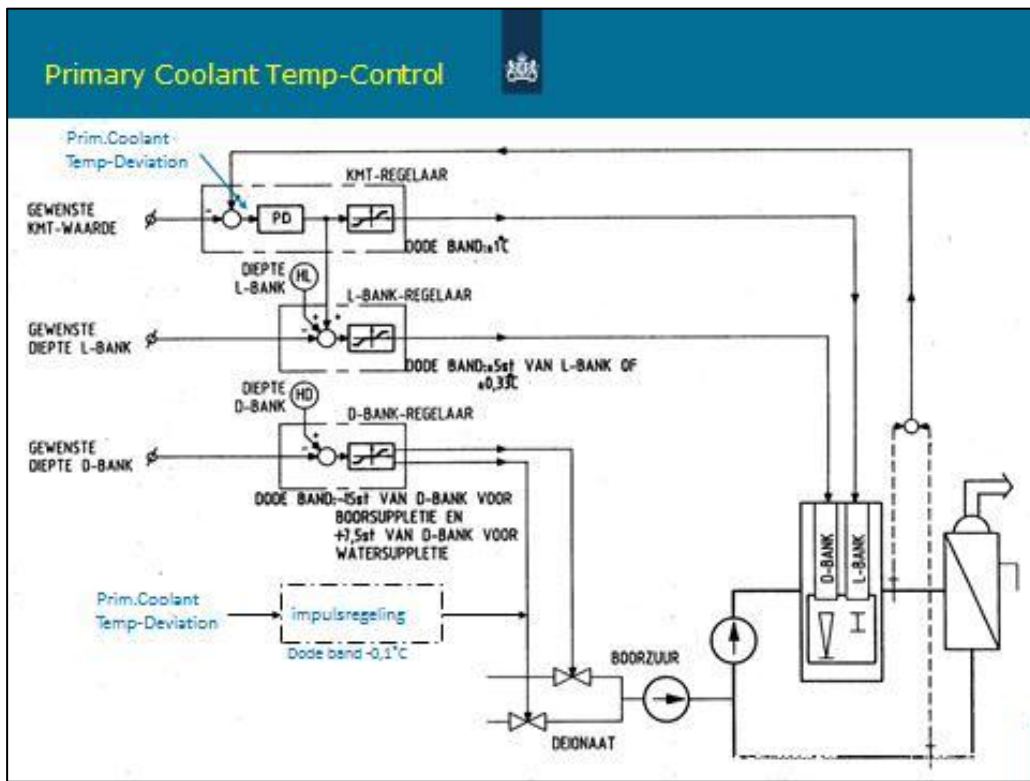 Primary Coolant Temp-Control
Prim.Coolant
Temp-Deviation
KMT-REGELAAR
GEWENSTE
KMT-WAARDE
-
PD
DODE BAND:±1°C
DIEPTE
L-BANK
HL
L-BANK-REGELAAR
+
+
-
GEWENSTE
DIEPTE L-BANK
DODE BAND:±5st VAN L-BANK OF
±0,33°C
DIEPTE
D-BANK
HD
D-BANK-REGELAAR
+
-
GEWENSTE
DIEPTE D-BANK
DODE BAND:-15st VAN D-BANK VOOR
BOORSUPPLETIE EN
+7,5st VAN D-BANK VOOR
WATERSUPPLETIE
D-BANK
L-BANK
Prim.Coolant
Temp-Deviation
impulsregeling
Dode band -0,1°C
BOORZUUR
DEIONAAT